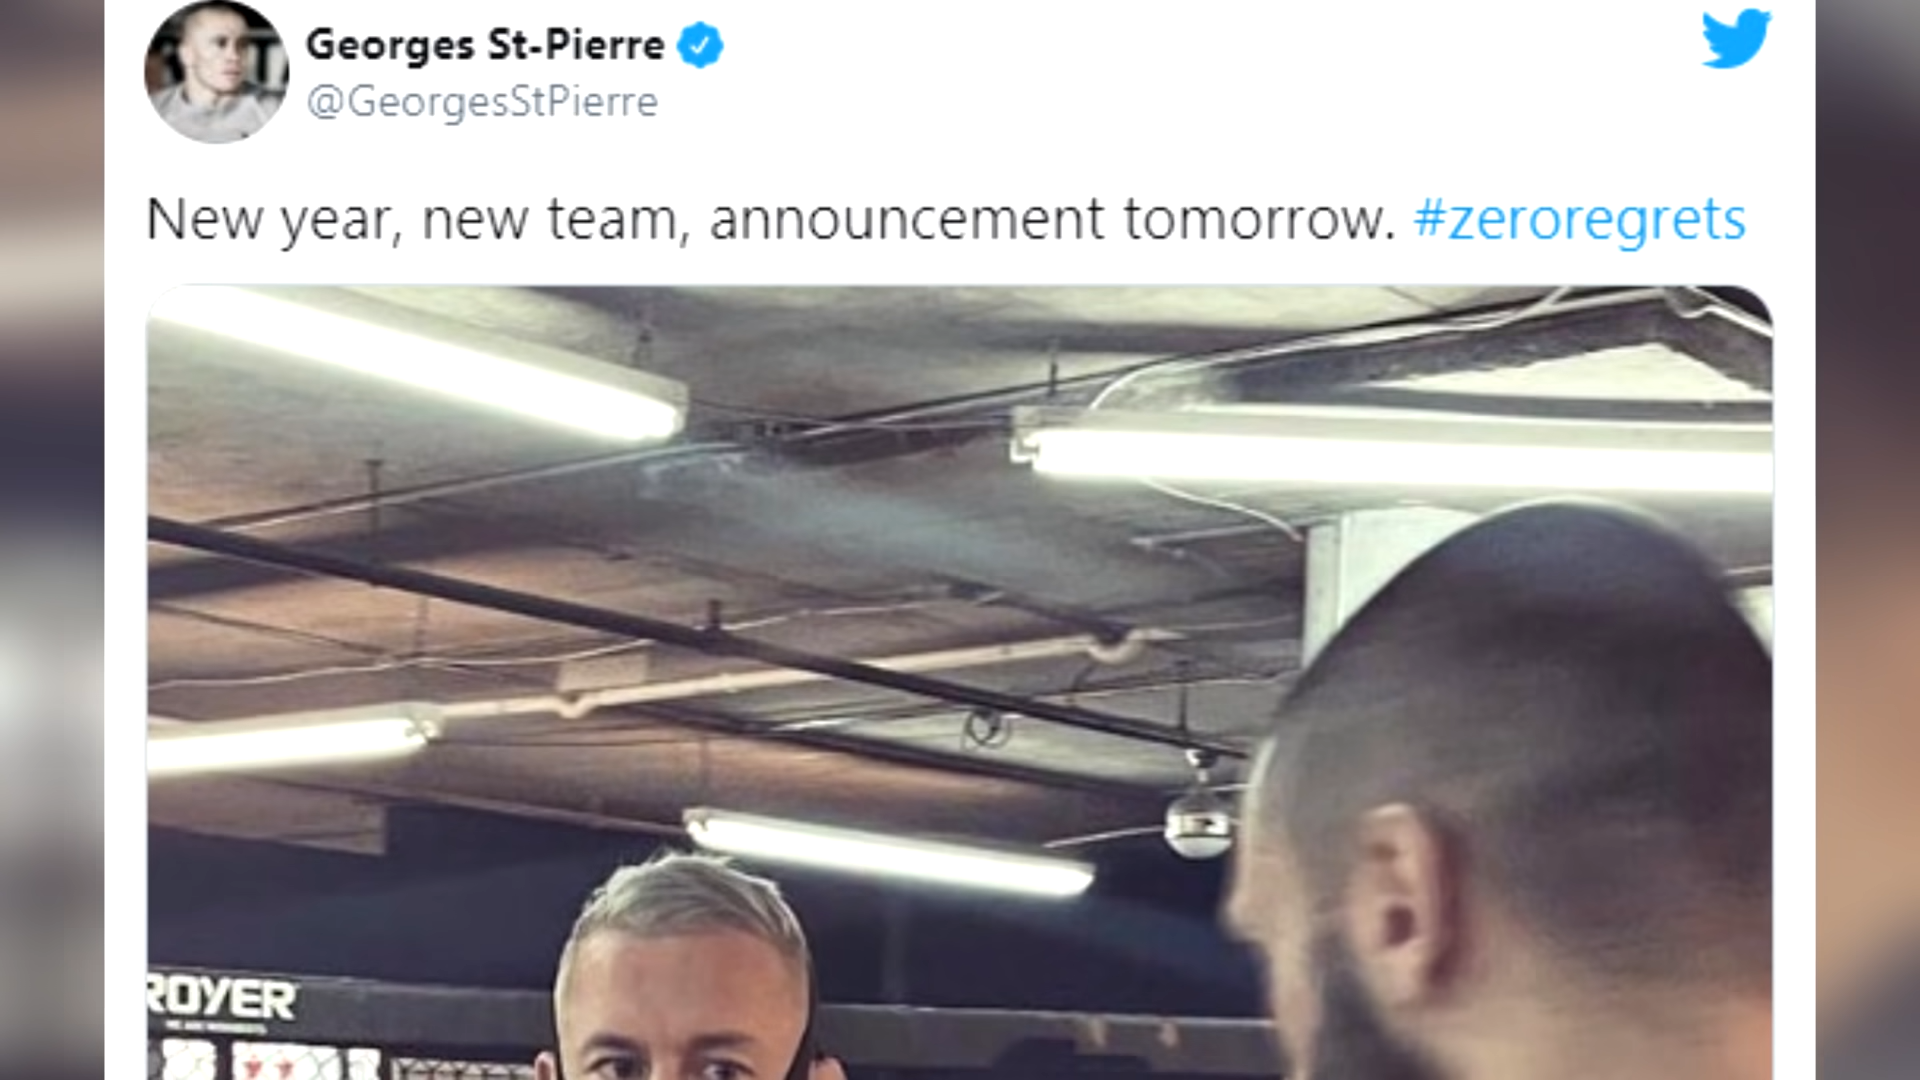 Georges St-Pierre
@GeorgesStPierre
New year, new team, announcement tomorrow. #zeroregrets
ROYER